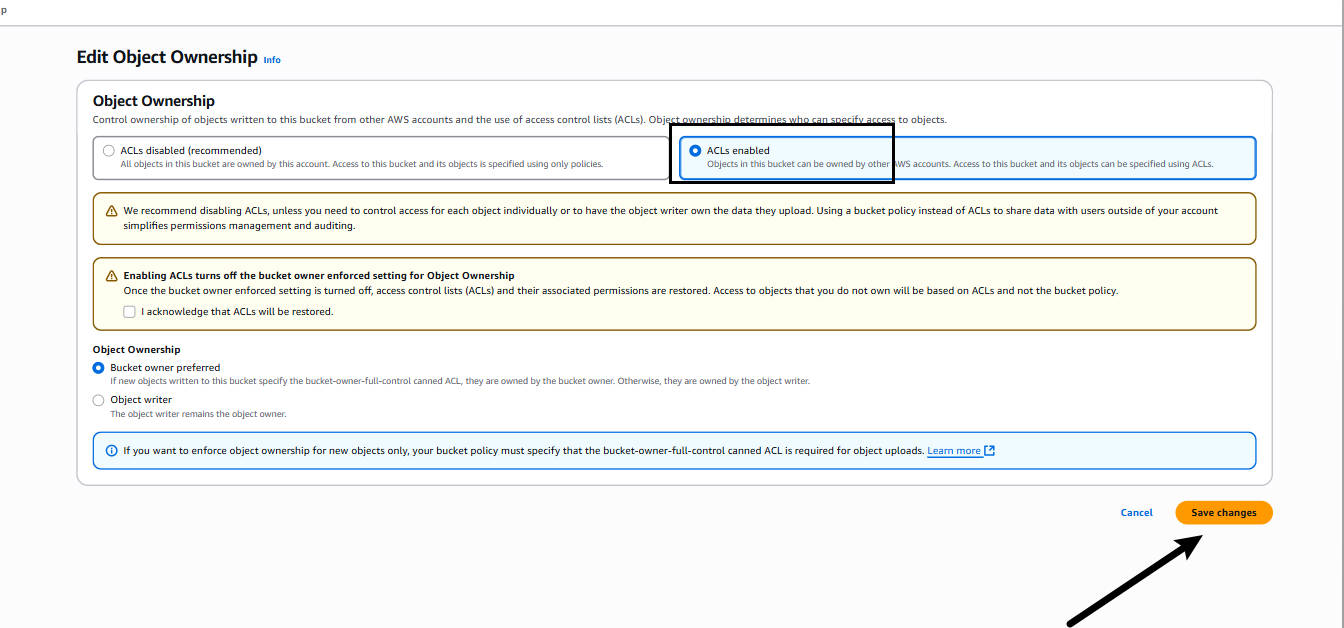 p
Edit Object Ownership Info
Object Ownership
Control ownership of objects written to this bucket from other AWS accounts and the use of access control lists (ACLs). Object ownership determines who can specify access to objects.
ACLs disabled (recommended)
All objects in this bucket are owned by this account. Access to this bucket and its objects is specified using only policies.
ACLs enabled
Objects in this bucket can be owned by other AWS accounts. Access to this bucket and its objects can be specified using ACLs.
We recommend disabling ACLs, unless you need to control access for each object individually or to have the object writer own the data they upload. Using a bucket policy instead of ACLs to share data with users outside of your account
simplifies permissions management and auditing.
Enabling ACLs turns off the bucket owner enforced setting for Object Ownership
Once the bucket owner enforced setting is turned off, access control lists (ACLs) and their associated permissions are restored. Access to objects that you do not own will be based on ACLs and not the bucket policy.
I acknowledge that ACLs will be restored.
Object Ownership
Bucket owner preferred
If new objects written to this bucket specify the bucket-owner-full-control canned ACL, they are owned by the bucket owner. Otherwise, they are owned by the object writer.
Object writer
The object writer remains the object owner.
If you want to enforce object ownership for new objects only, your bucket policy must specify that the bucket-owner-full-control canned ACL is required for object uploads. Learn more
Cancel
Save changes